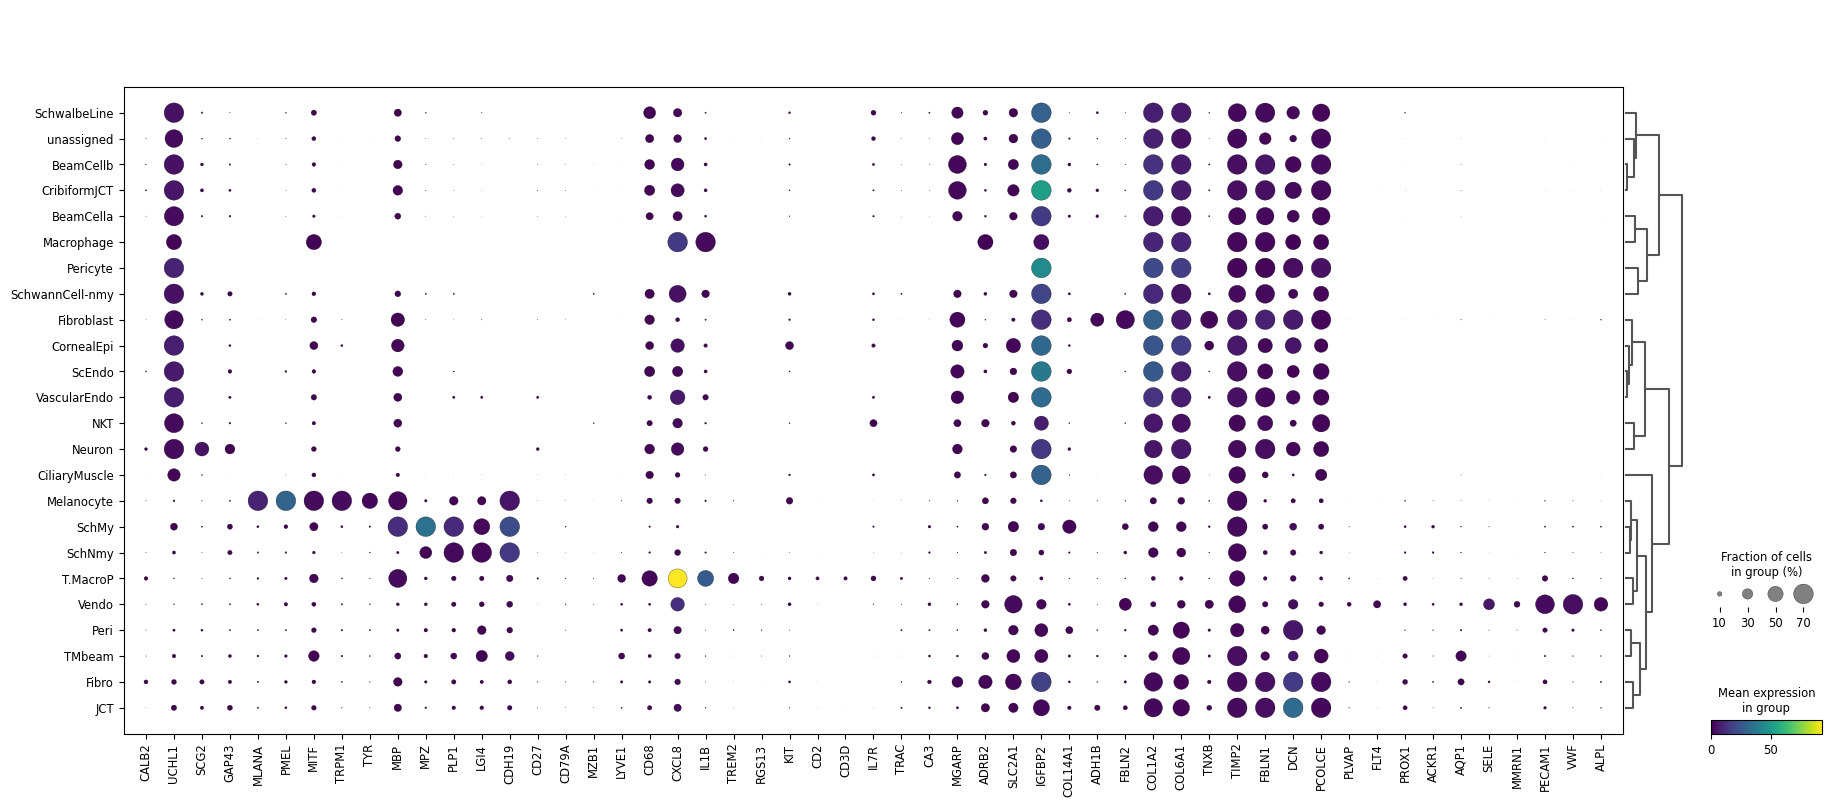 SchwalbeLine
unassigned
BeamCellb
CribiformJCT
BeamCella
Macrophage
Pericyte
SchwannCell-nmy
Fibroblast
CornealEpi
ScEndo
VascularEndo
NKT
Neuron
CiliaryMuscle
Melanocyte
SchMy
SchNmy
T.MacroP
Vendo
Peri
TMbeam
Fibro
JCT
CALB2
UCHL1
SCG2
GAP43
MLANA
PMEL
MITF
TRPM1
TYR
MBP
MPZ
PLP1
LGI4
CDH19
CD27
CD79A
MZB1
LYVE1
CD68
CXCL8
IL1B
TREM2
RGS13
KIT
CD2
CD3D
IL7R
TRAC
CA3
MGARP
ADRB2
SLC2A1
IGFBP2
COL14A1
ADH1B
FBLN2
COL1A2
COL6A1
TNXB
TIMP2
FBLN1
DCN
PCOLCE
PLVAP
FLT4
PROX1
ACKR1
AQP1
SELE
MMRN1
PECAM1
VWF
ALPL
Fraction of cells
in group (%)
10 30 50 70
Mean expression
in group
0 50